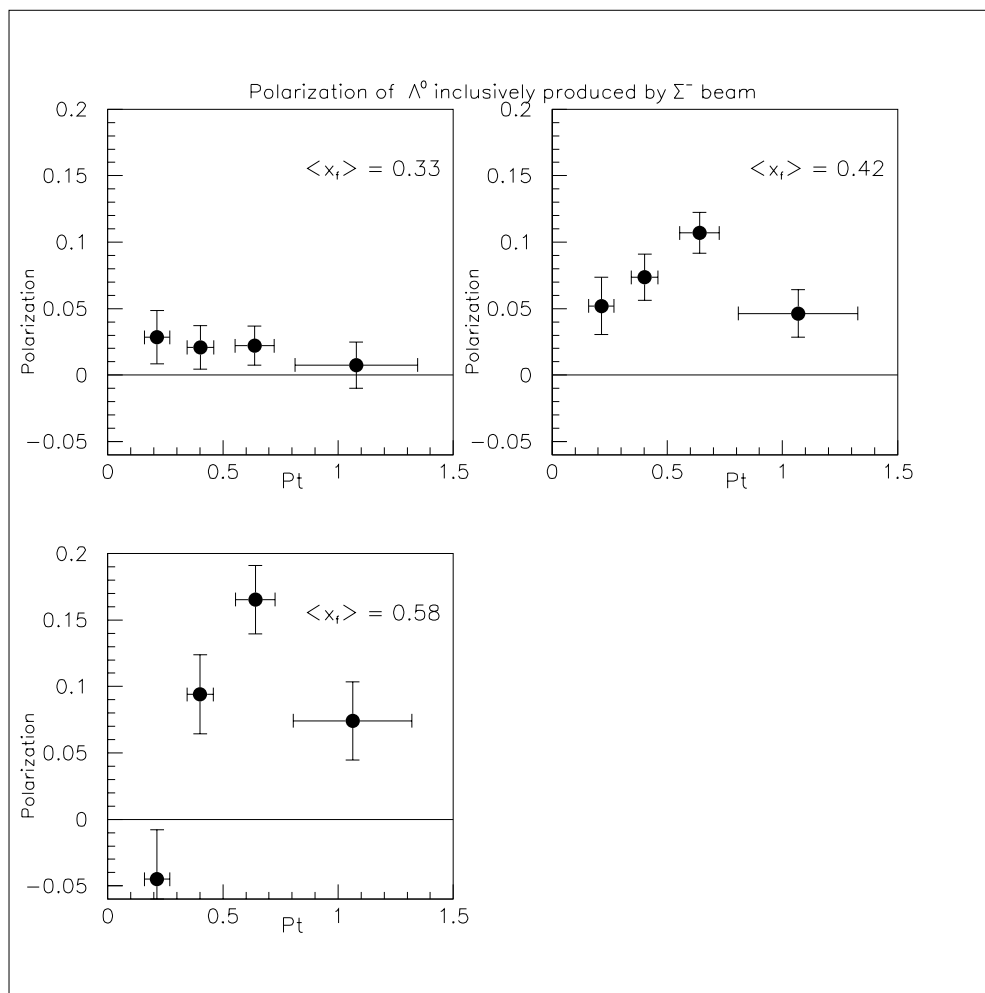 Polarization of Λ⁰ inclusively produced by Σ⁻ beam
0.2
0.15
0.1
0.05
0
−0.05
Polarization
<x_f> = 0.33
0 0.5 1 1.5
Pt
0.2
0.15
0.1
0.05
0
−0.05
Polarization
<x_f> = 0.42
0 0.5 1 1.5
Pt
0.2
0.15
0.1
0.05
0
−0.05
Polarization
<x_f> = 0.58
0 0.5 1 1.5
Pt